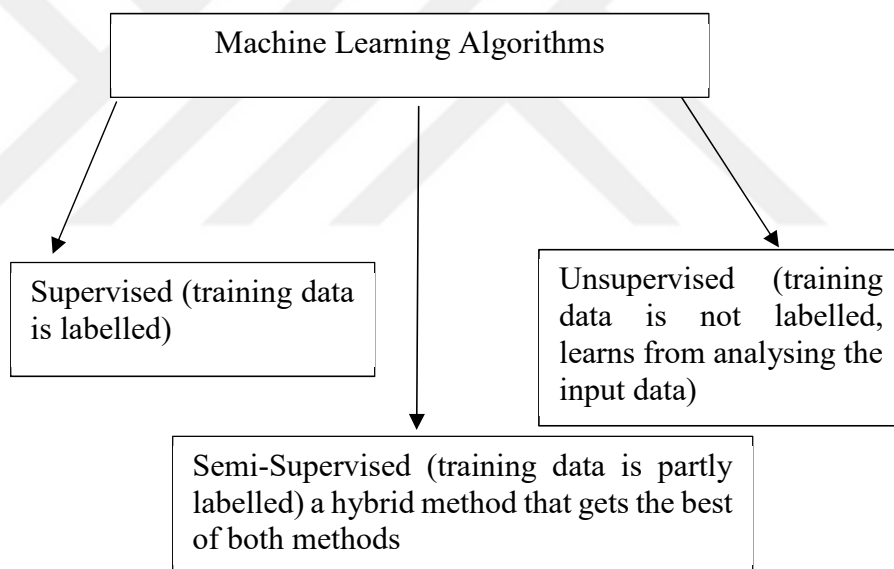 Machine Learning Algorithms
Supervised (training data
is labelled)
Unsupervised (training
data is not labelled,
learns from analysing the
input data)
Semi-Supervised (training data is partly
labelled) a hybrid method that gets the best
of both methods